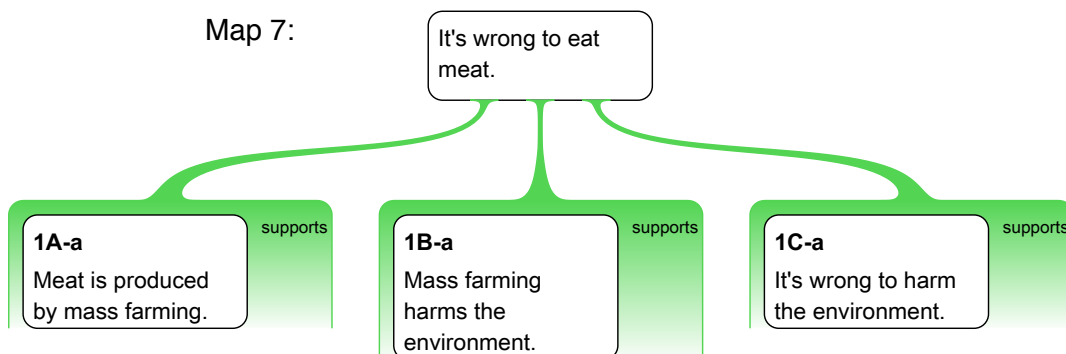 Map 7:
It's wrong to eat
meat.
supports
1A-a
Meat is produced
by mass farming.
supports
1B-a
Mass farming
harms the
environment.
supports
1C-a
It's wrong to harm
the environment.